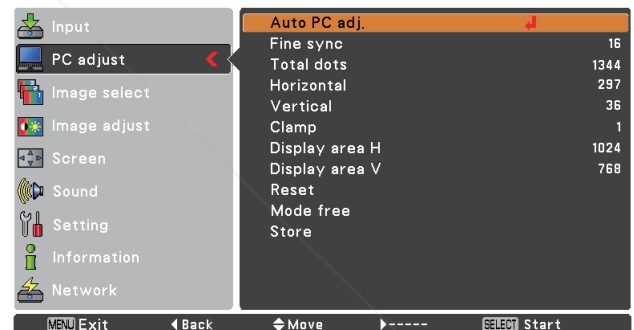 Input
PC adjust
Image select
Image adjust
Screen
Sound
Setting
Information
Network
Auto PC adj.
Fine sync 16
Total dots 1344
Horizontal 297
Vertical 36
Clamp 1
Display area H 1024
Display area V 768
Reset
Mode free
Store
MENU Exit Back Move ----- SELECT Start